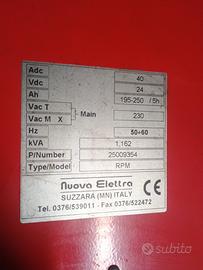 Adc 40
Vdc 24
Ah 195-250 / 5h
Vac T Main
Vac M X 230
Hz 50÷60
kVA 1,162
P/Number 25009354
Type/Model RPM
Nuova Elettra
SUZZARA (MN) ITALY
Tel. 0376/539011 - Fax 0376/522472
CE
subito